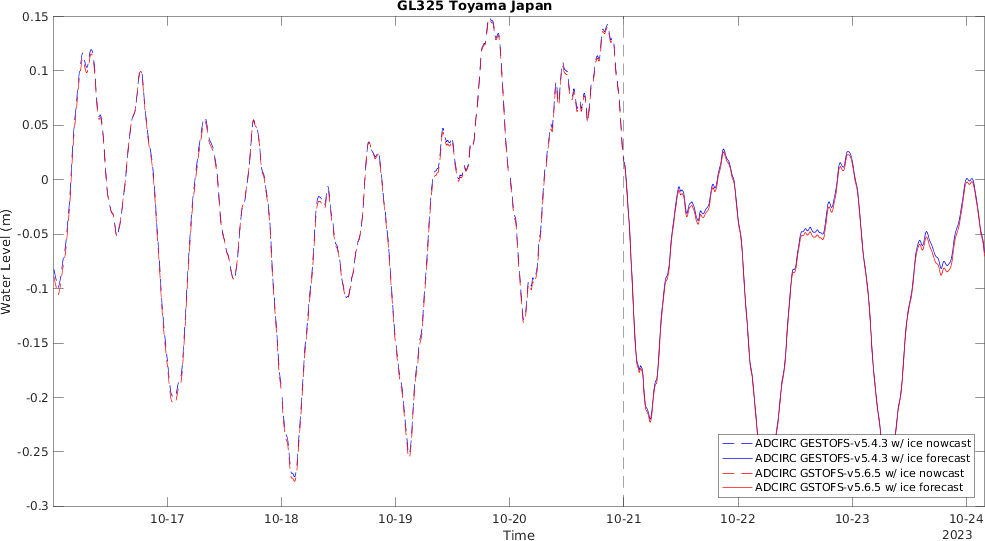 GL325 Toyama Japan
0.15
0.1
0.05
0
-0.05
-0.1
-0.15
-0.2
-0.25
-0.3
Water Level (m)
10-17 10-18 10-19 10-20 10-21 10-22 10-23 10-24
2023
Time
ADCIRC GESTOFS-v5.4.3 w/ ice nowcast
ADCIRC GESTOFS-v5.4.3 w/ ice forecast
ADCIRC GSTOFS-v5.6.5 w/ ice nowcast
ADCIRC GSTOFS-v5.6.5 w/ ice forecast